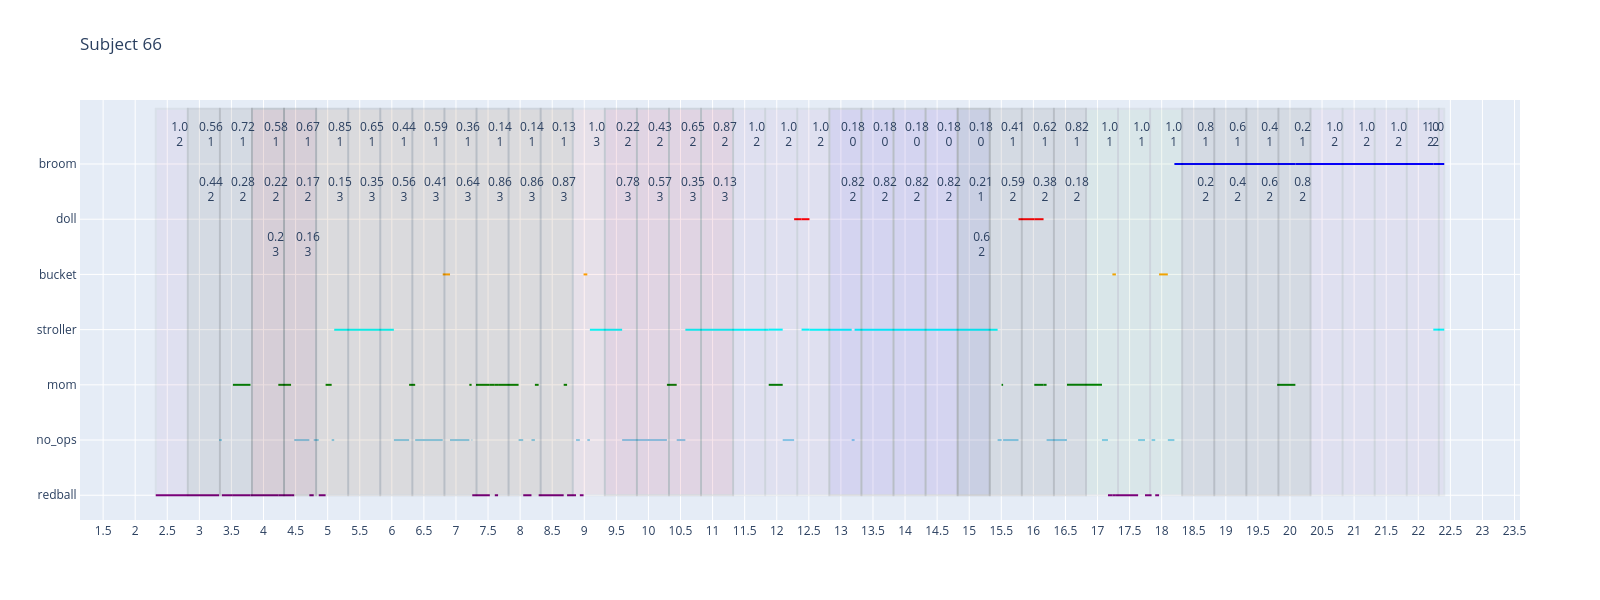 Subject 66
1.0 0.56 0.72 0.58 0.67 0.85 0.65 0.44 0.59 0.36 0.14 0.14 0.13 1.0 0.22 0.43 0.65 0.87 1.0 1.0 1.0 0.18 0.18 0.18 0.18 0.18 0.41 0.62 0.82 1.0 1.0 1.0 0.8 0.6 0.4 0.2 1.0 1.0 1.0
2 1 1 1 1 1 1 1 1 1 1 1 1 3 2 2 2 2 2 2 2 0 0 0 0 0 1 1 1 1 1 1 1 1 1 1 2 2 2
broom
0.44 0.28 0.22 0.17 0.15 0.35 0.56 0.41 0.64 0.86 0.86 0.87 0.78 0.57 0.35 0.13 0.82 0.82 0.82 0.82 0.21 0.59 0.38 0.18 0.2 0.4 0.6 0.8
2 2 2 2 3 3 3 3 3 3 3 3 3 3 3 3 2 2 2 2 1 2 2 2 2 2 2 2
doll
0.2 0.16 0.6
3 3 2
bucket
stroller
mom
no_ops
redball
1.5 2 2.5 3 3.5 4 4.5 5 5.5 6 6.5 7 7.5 8 8.5 9 9.5 10 10.5 11 11.5 12 12.5 13 13.5 14 14.5 15 15.5 16 16.5 17 17.5 18 18.5 19 19.5 20 20.5 21 21.5 22 22.5 23 23.5